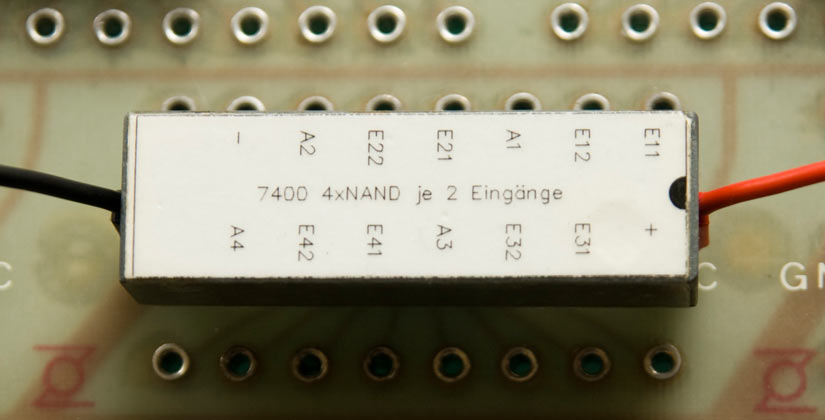 - A2 E22 E21 A1 E12 E11
7400 4xNAND je 2 Eingänge
A4 E42 E41 A3 E32 E31 +
C
C GN